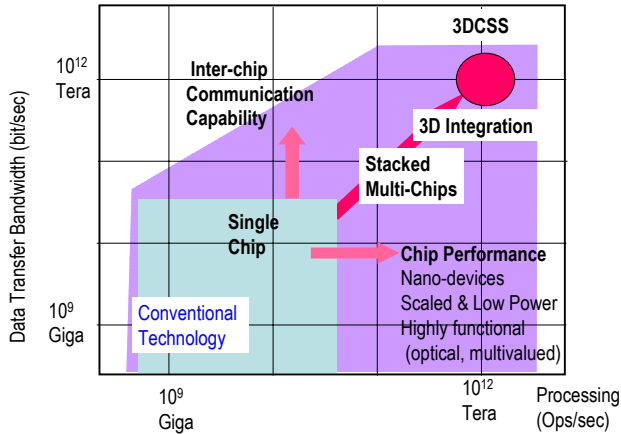 3DCSS
10¹²
Tera
Inter-chip
Communication
Capability
3D Integration
Stacked
Multi-Chips
Data Transfer Bandwidth (bit/sec)
Single
Chip
Chip Performance
Nano-devices
Scaled & Low Power
Highly functional
(optical, multivalued)
10⁹
Giga
Conventional
Technology
10⁹
Giga
10¹²
Tera
Processing
(Ops/sec)